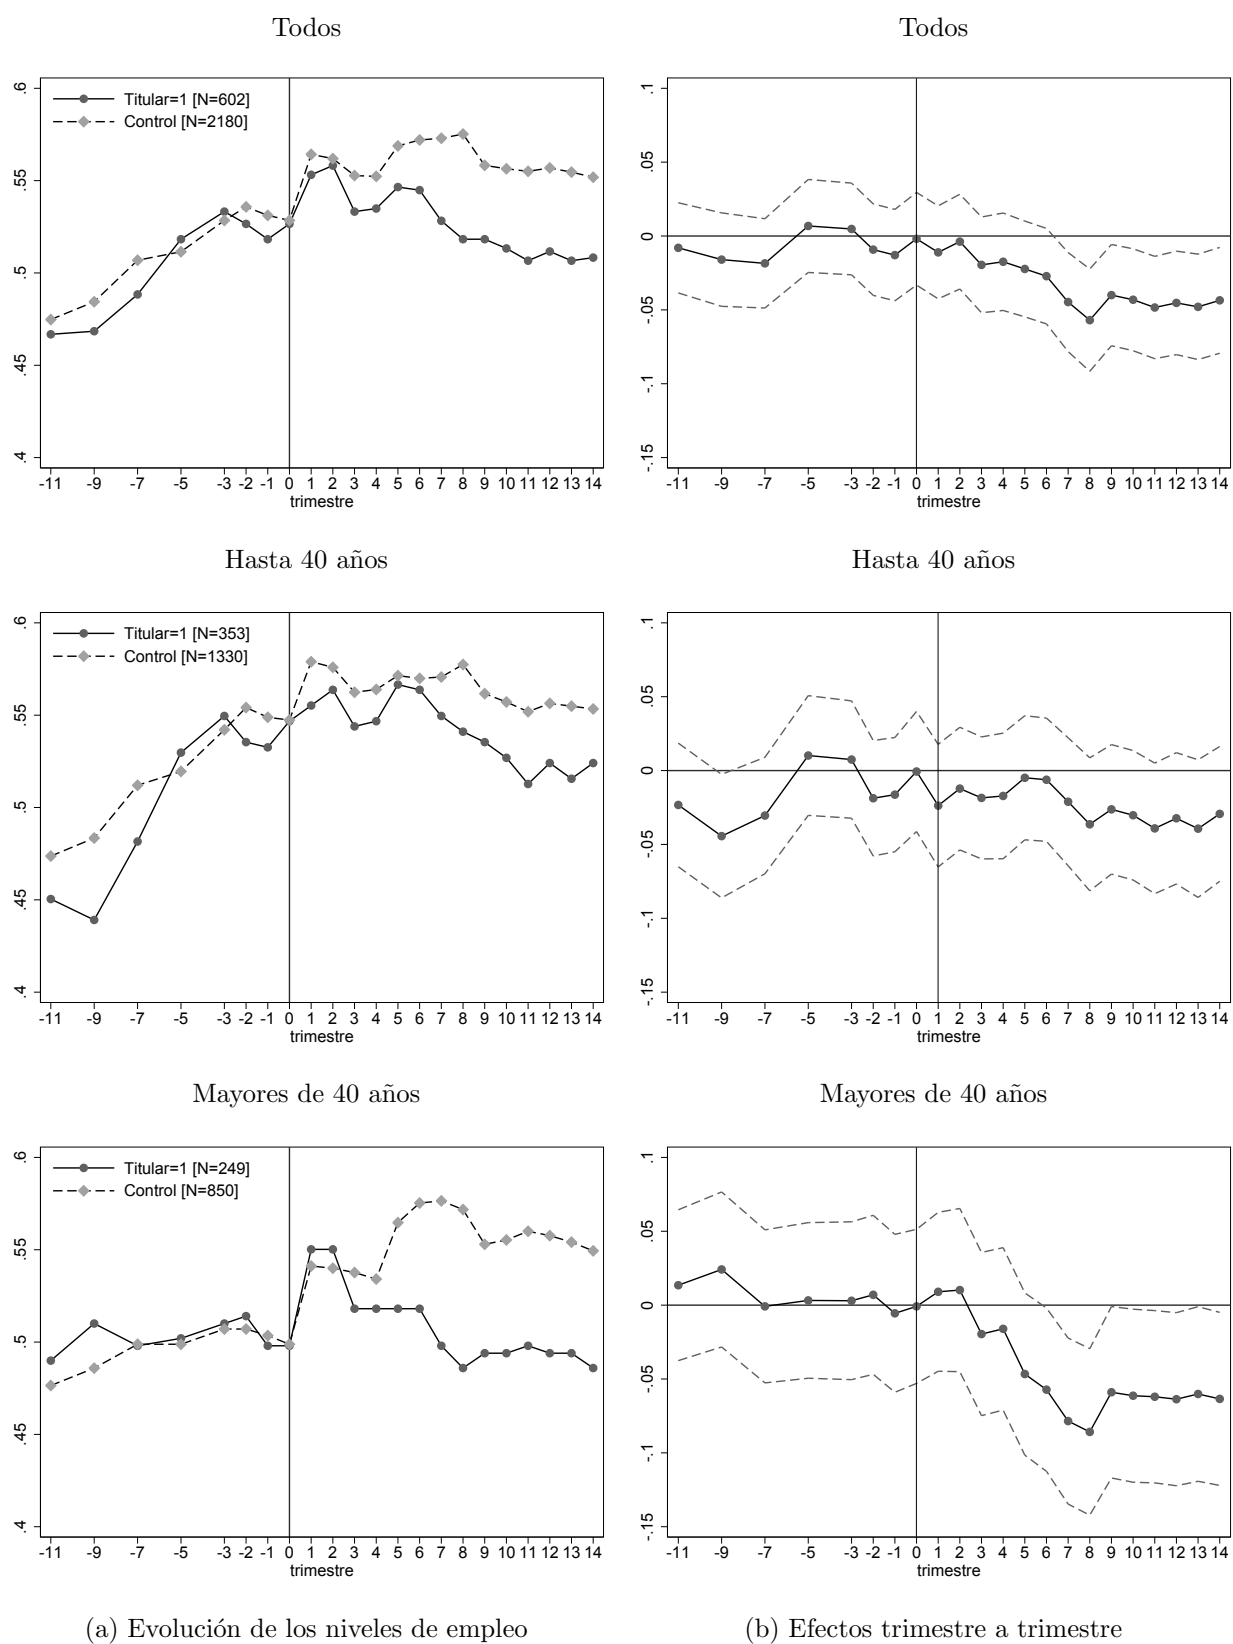 Todos
Todos
.6
.55
.5
.45
.4
Titular=1 [N=602]
Control [N=2180]
-11 -9 -7 -5 -3 -2 -1 0 1 2 3 4 5 6 7 8 9 10 11 12 13 14
trimestre
.1
.05
0
-.05
-.1
-.15
-11 -9 -7 -5 -3 -2 -1 0 1 2 3 4 5 6 7 8 9 10 11 12 13 14
trimestre
Hasta 40 años
Hasta 40 años
.6
.55
.5
.45
.4
Titular=1 [N=353]
Control [N=1330]
-11 -9 -7 -5 -3 -2 -1 0 1 2 3 4 5 6 7 8 9 10 11 12 13 14
trimestre
.1
.05
0
-.05
-.1
-.15
-11 -9 -7 -5 -3 -2 -1 0 1 2 3 4 5 6 7 8 9 10 11 12 13 14
trimestre
Mayores de 40 años
Mayores de 40 años
.6
.55
.5
.45
.4
Titular=1 [N=249]
Control [N=850]
-11 -9 -7 -5 -3 -2 -1 0 1 2 3 4 5 6 7 8 9 10 11 12 13 14
trimestre
.1
.05
0
-.05
-.1
-.15
-11 -9 -7 -5 -3 -2 -1 0 1 2 3 4 5 6 7 8 9 10 11 12 13 14
trimestre
(a) Evolución de los niveles de empleo
(b) Efectos trimestre a trimestre